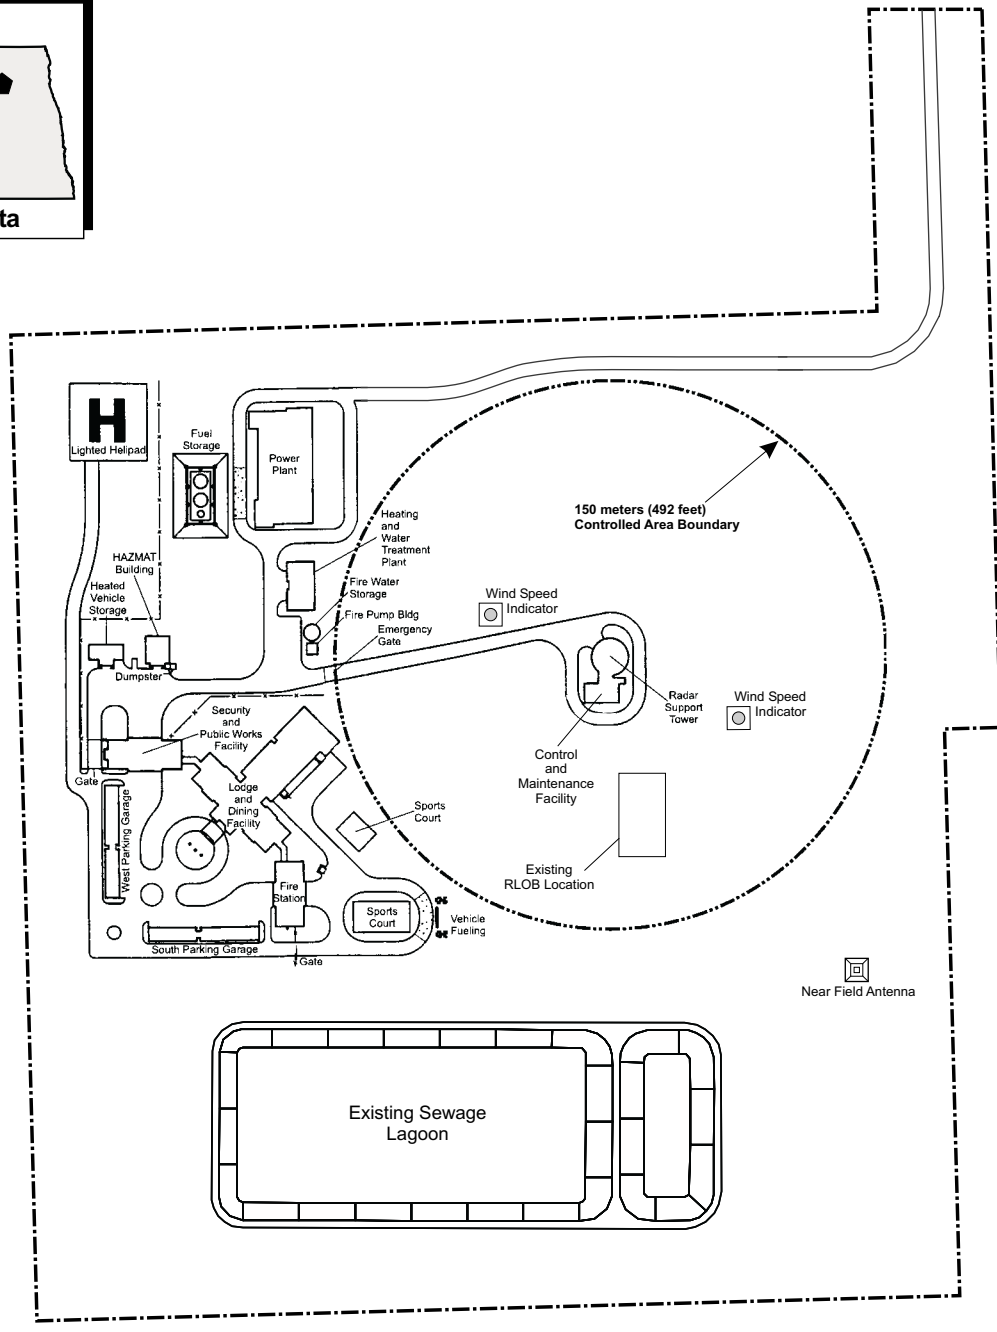 ta
H
Lighted Helipad
Fuel
Storage
Power
Plant
150 meters (492 feet)
Controlled Area Boundary
Heating
and
Water
Treatment
Plant
HAZMAT
Building
Heated
Vehicle
Storage
Fire Water
Storage
Fire Pump Bldg
Emergency
Gate
Wind Speed
Indicator
Dumpster
Radar
Support
Tower
Wind Speed
Indicator
Security
and
Public Works
Facility
Control
and
Maintenance
Facility
Gate
Lodge
and
Dining
Facility
West Parking Garage
Sports
Court
Existing
RLOB Location
Fire
Station
Sports
Court
Vehicle
Fueling
South Parking Garage
Gate
Near Field Antenna
Existing Sewage
Lagoon